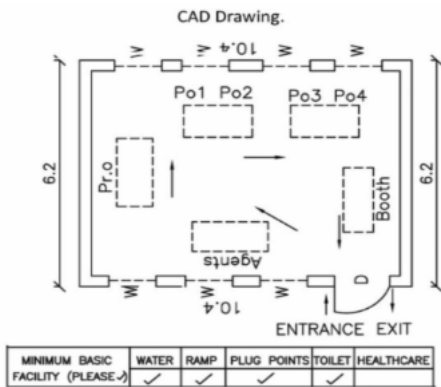 CAD Drawing.
W W W W
10.4
Po1 Po2 Po3 Po4
6.2
Pr.o
6.2
Booth
Agents
D
W W W
10.4
ENTRANCE EXIT
MINIMUM BASIC FACILITY (PLEASE ✓) WATER RAMP PLUG POINTS TOILET HEALTHCARE
✓ ✓ ✓ ✓